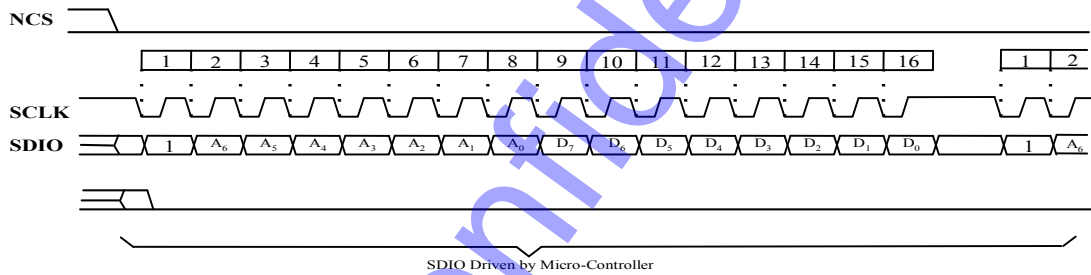 NCS
1 2 3 4 5 6 7 8 9 10 11 12 13 14 15 16 1 2
SCLK
SDIO 1 A6 A5 A4 A3 A2 A1 A0 D7 D6 D5 D4 D3 D2 D1 D0 1 A6
SDIO Driven by Micro-Controller
onfide